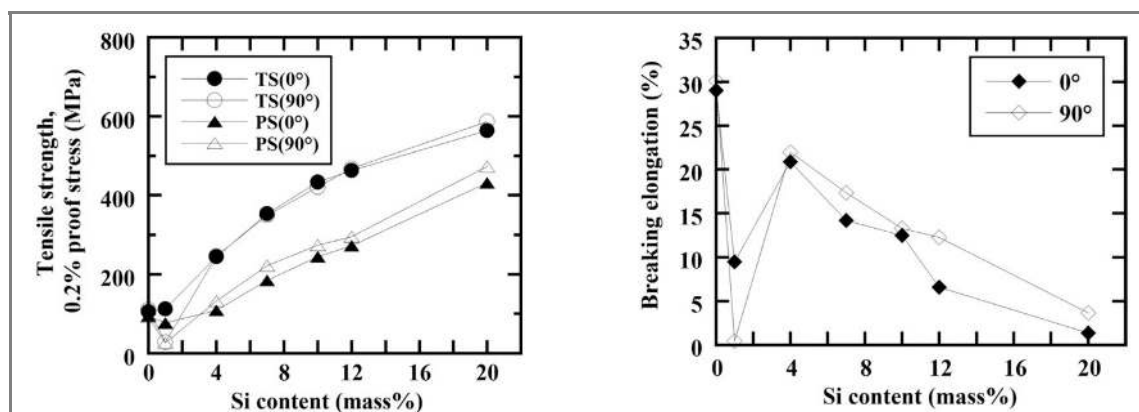 800
600
400
200
0
Tensile strength,
0.2% proof stress (MPa)
TS(0°)
TS(90°)
PS(0°)
PS(90°)
0 4 8 12 16 20
Si content (mass%)
35
30
25
20
15
10
5
0
Breaking elongation (%)
0°
90°
0 4 8 12 16 20
Si content (mass%)